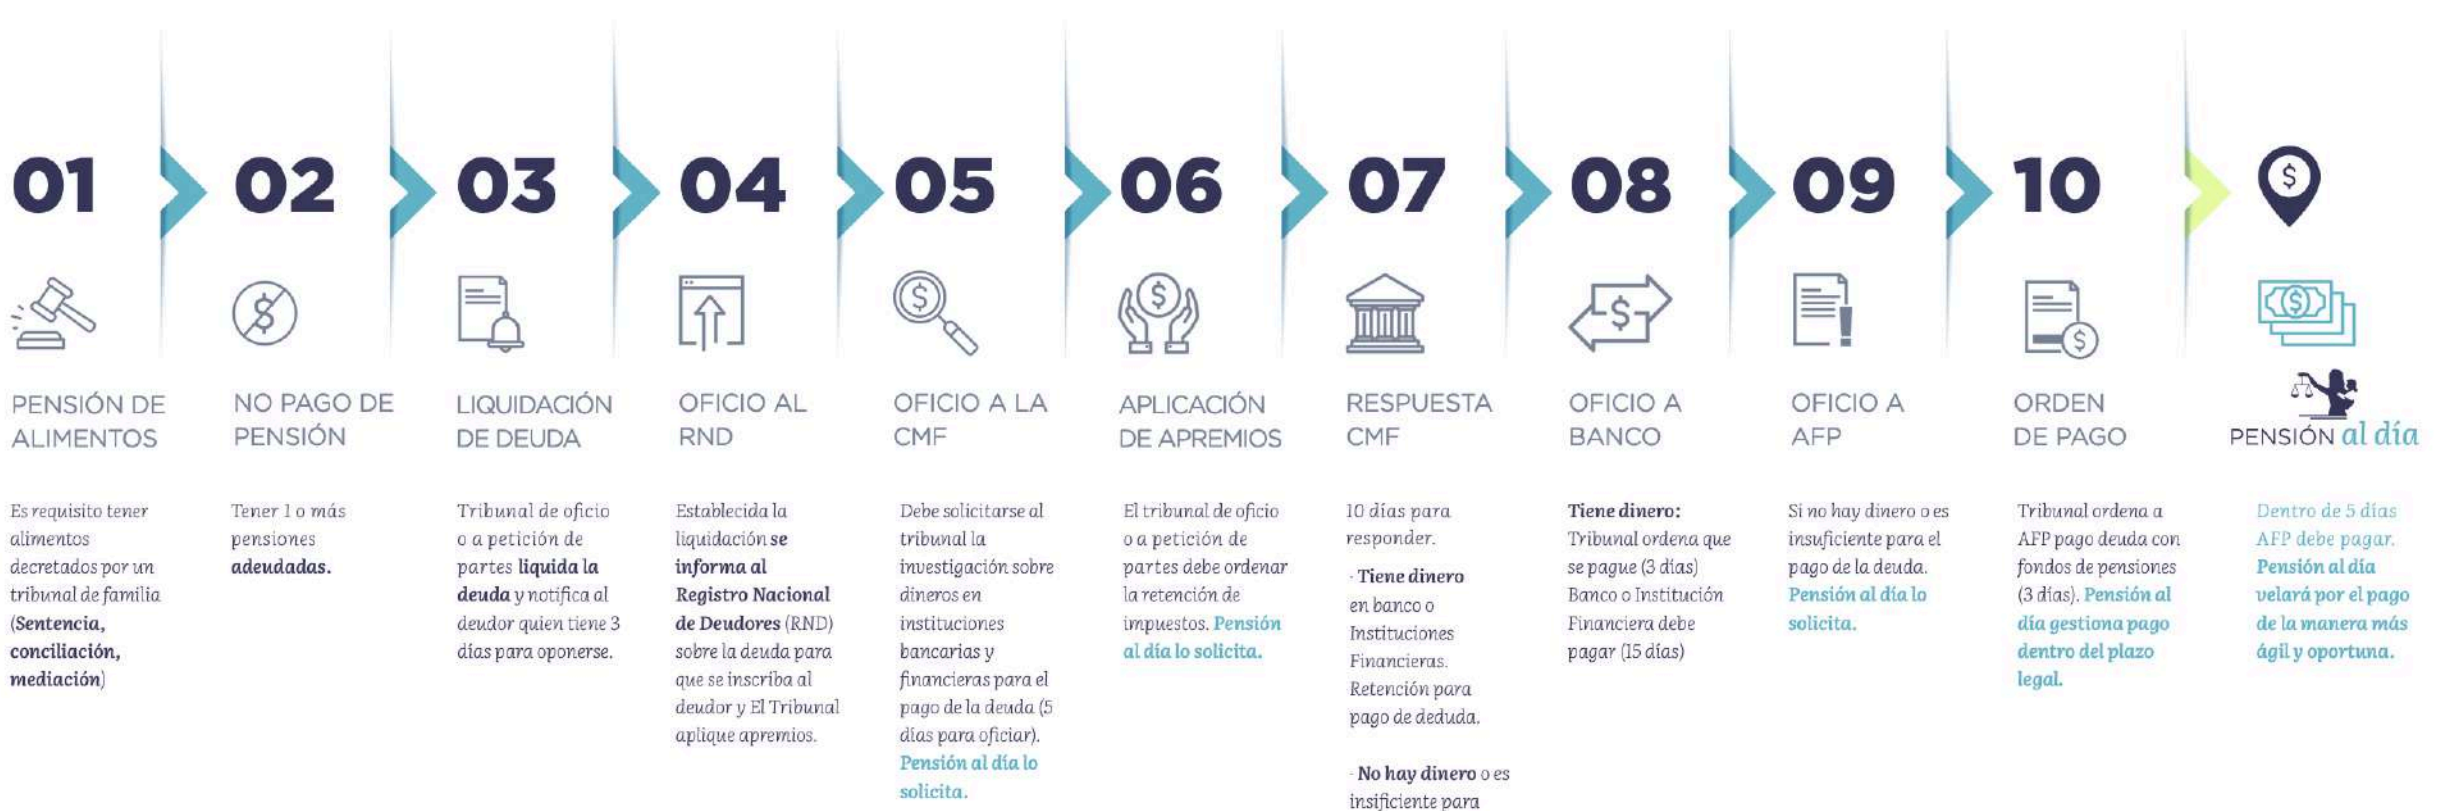 01
PENSIÓN DE
ALIMENTOS
Es requisito tener
alimentos
decretados por un
tribunal de familia
(Sentencia,
conciliación,
mediación)
02
NO PAGO DE
PENSIÓN
Tener 1 o más
pensiones
adeudadas.
03
LIQUIDACIÓN
DE DEUDA
Tribunal de oficio
o a petición de
partes liquida la
deuda y notifica al
deudor quien tiene 3
días para oponerse.
04
OFICIO AL
RND
Establecida la
liquidación se
informa al
Registro Nacional
de Deudores (RND)
sobre la deuda para
que se inscriba al
deudor y El Tribunal
aplique apremios.
05
OFICIO A LA
CMF
Debe solicitarse al
tribunal la
investigación sobre
dineros en
instituciones
bancarias y
financieras para el
pago de la deuda (5
días para oficiar).
Pensión al día lo
solicita.
06
APLICACIÓN
DE APREMIOS
El tribunal de oficio
o a petición de
partes debe ordenar
la retención de
impuestos. Pensión
al día lo solicita.
07
RESPUESTA
CMF
10 días para
responder.
· Tiene dinero
en banco o
Instituciones
Financieras.
Retención para
pago de deduda.
· No hay dinero o es
insificiente para
08
OFICIO A
BANCO
Tiene dinero:
Tribunal ordena que
se pague (3 días)
Banco o Institución
Financiera debe
pagar (15 días)
09
OFICIO A
AFP
Si no hay dinero o es
insuficiente para el
pago de la deuda.
Pensión al día lo
solicita.
10
ORDEN
DE PAGO
Tribunal ordena a
AFP pago deuda con
fondos de pensiones
(3 días). Pensión al
día gestiona pago
dentro del plazo
legal.
PENSIÓN al día
Dentro de 5 días
AFP debe pagar.
Pensión al día
velará por el pago
de la manera más
ágil y oportuna.